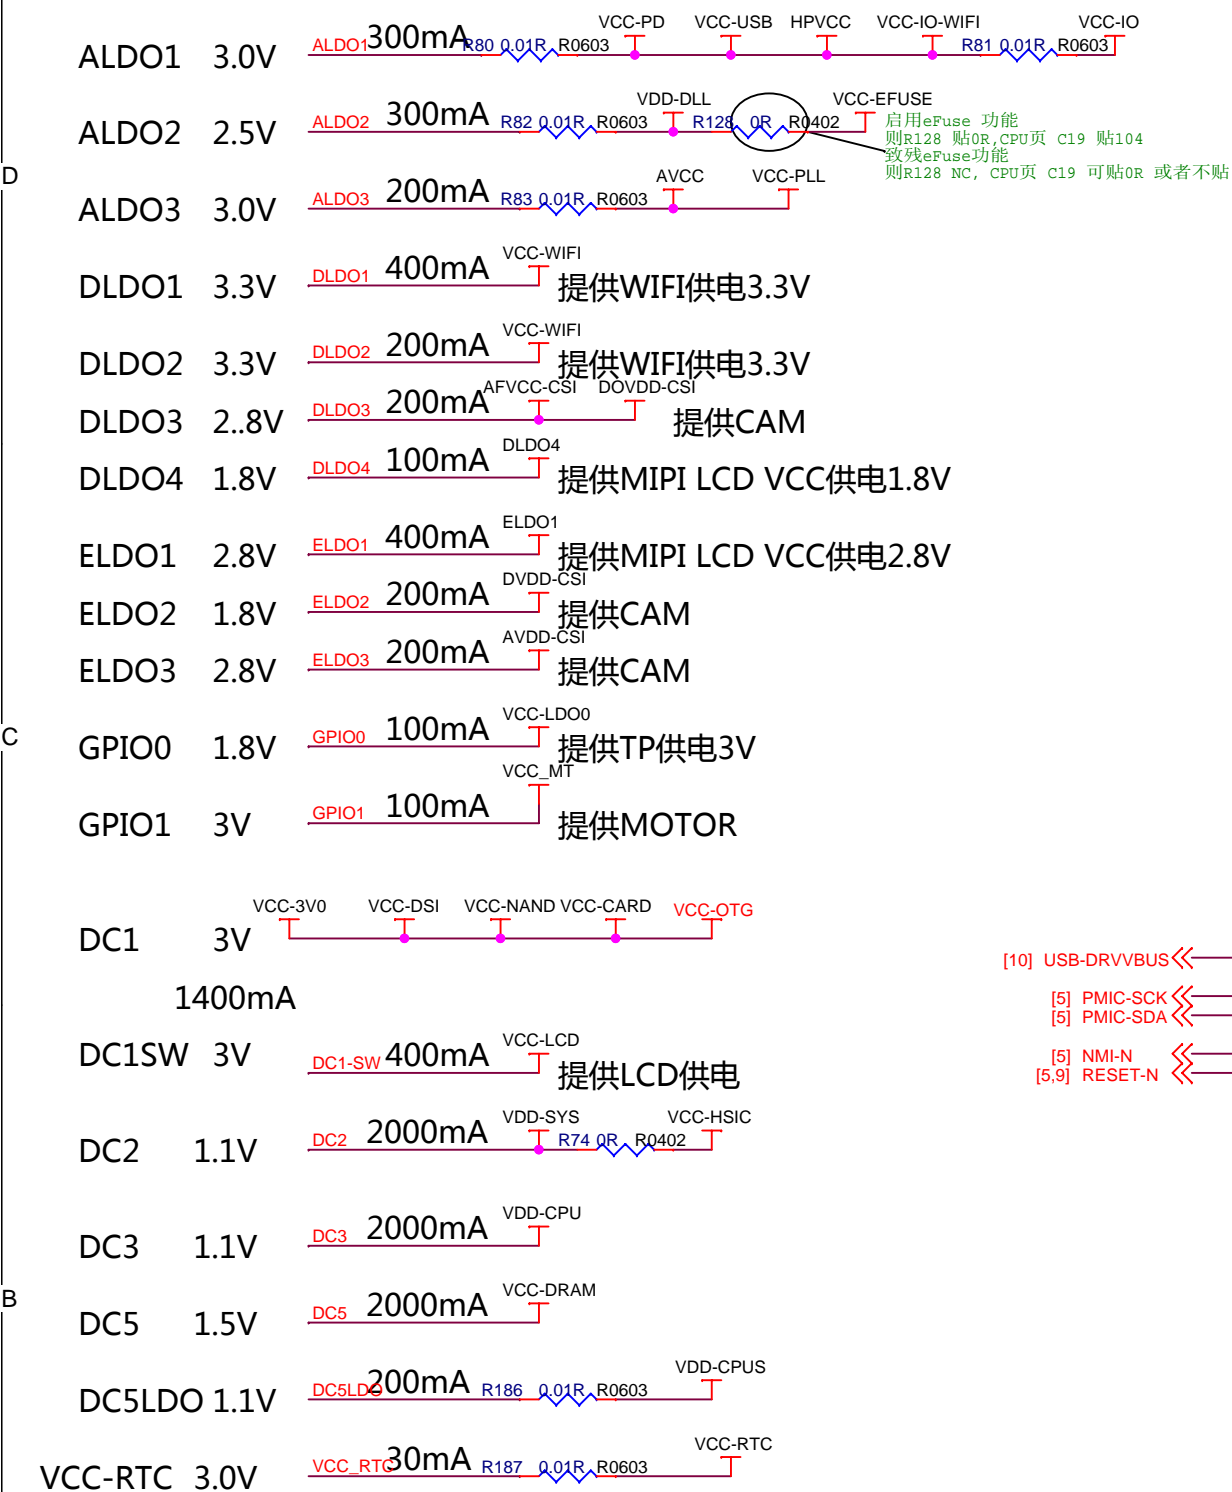 VCC-PD VCC-USB HPVCC VCC-IO-WIFI VCC-IO
ALDO1 3.0V ALDO1 300mA R80 0.01R R0603 R81 0.01R R0603
VDD-DLL VCC-EFUSE
ALDO2 2.5V ALDO2 300mA R82 0.01R R0603 R128 0R R0402
启用eFuse 功能
则R128 贴0R,CPU页 C19 贴104
致残eFuse功能
则R128 NC, CPU页 C19 可贴0R 或者不贴
D
AVCC VCC-PLL
ALDO3 3.0V ALDO3 200mA R83 0.01R R0603
VCC-WIFI
DLDO1 3.3V DLDO1 400mA 提供WIFI供电3.3V
VCC-WIFI
DLDO2 3.3V DLDO2 200mA 提供WIFI供电3.3V
AFVCC-CSI DOVDD-CSI
DLDO3 2..8V DLDO3 200mA 提供CAM
DLDO4
DLDO4 1.8V DLDO4 100mA 提供MIPI LCD VCC供电1.8V
ELDO1
ELDO1 2.8V ELDO1 400mA 提供MIPI LCD VCC供电2.8V
DVDD-CSI
ELDO2 1.8V ELDO2 200mA 提供CAM
AVDD-CSI
ELDO3 2.8V ELDO3 200mA 提供CAM
VCC-LDO0
C
GPIO0 1.8V GPIO0 100mA 提供TP供电3V
VCC_MT
GPIO1 3V GPIO1 100mA 提供MOTOR
VCC-3V0 VCC-DSI VCC-NAND VCC-CARD VCC-OTG
DC1 3V
1400mA
[10] USB-DRVVBUS
[5] PMIC-SCK
[5] PMIC-SDA
[5] NMI-N
[5,9] RESET-N
VCC-LCD
DC1SW 3V DC1-SW 400mA 提供LCD供电
VDD-SYS VCC-HSIC
DC2 1.1V DC2 2000mA R74 0R R0402
VDD-CPU
DC3 1.1V DC3 2000mA
VCC-DRAM
B
DC5 1.5V DC5 2000mA
VDD-CPUS
DC5LDO 1.1V DC5LDO 200mA R186 0.01R R0603
VCC-RTC
VCC-RTC 3.0V VCC_RTC 30mA R187 0.01R R0603